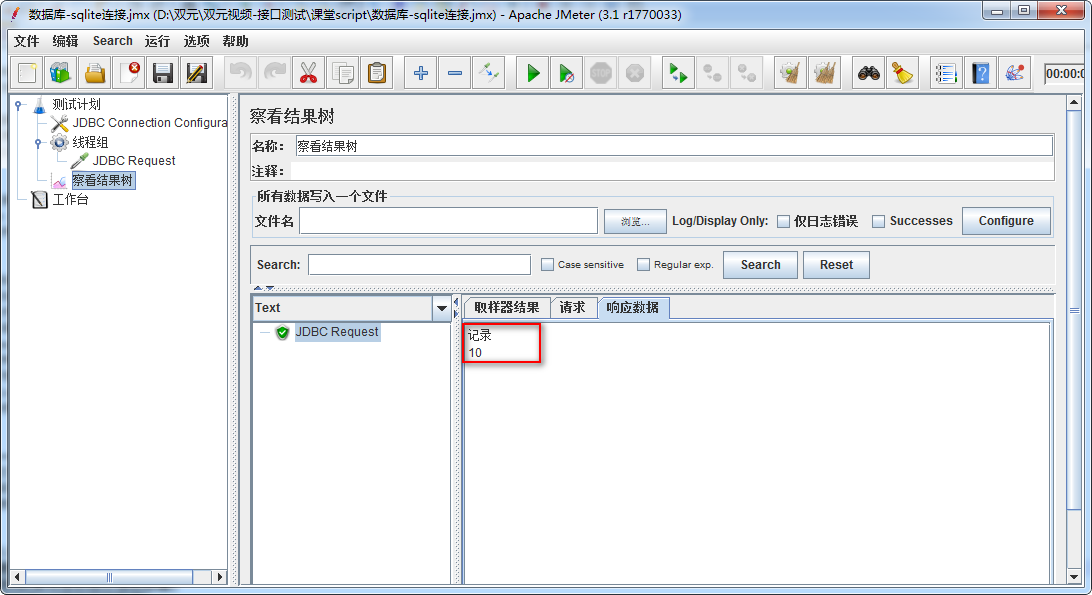 数据库-sqlite连接.jmx (D:\双元\双元视频-接口测试\课堂script\数据库-sqlite连接.jmx) - Apache JMeter (3.1 r1770033)
文件 编辑 Search 运行 选项 帮助
STOP
00:00:0
测试计划
JDBC Connection Configura
线程组
JDBC Request
察看结果树
工作台
察看结果树
名称： 察看结果树
注释：
所有数据写入一个文件
文件名 浏览... Log/Display Only: 仅日志错误 Successes Configure
Search: Case sensitive Regular exp. Search Reset
Text
JDBC Request
取样器结果 请求 响应数据
记录
10